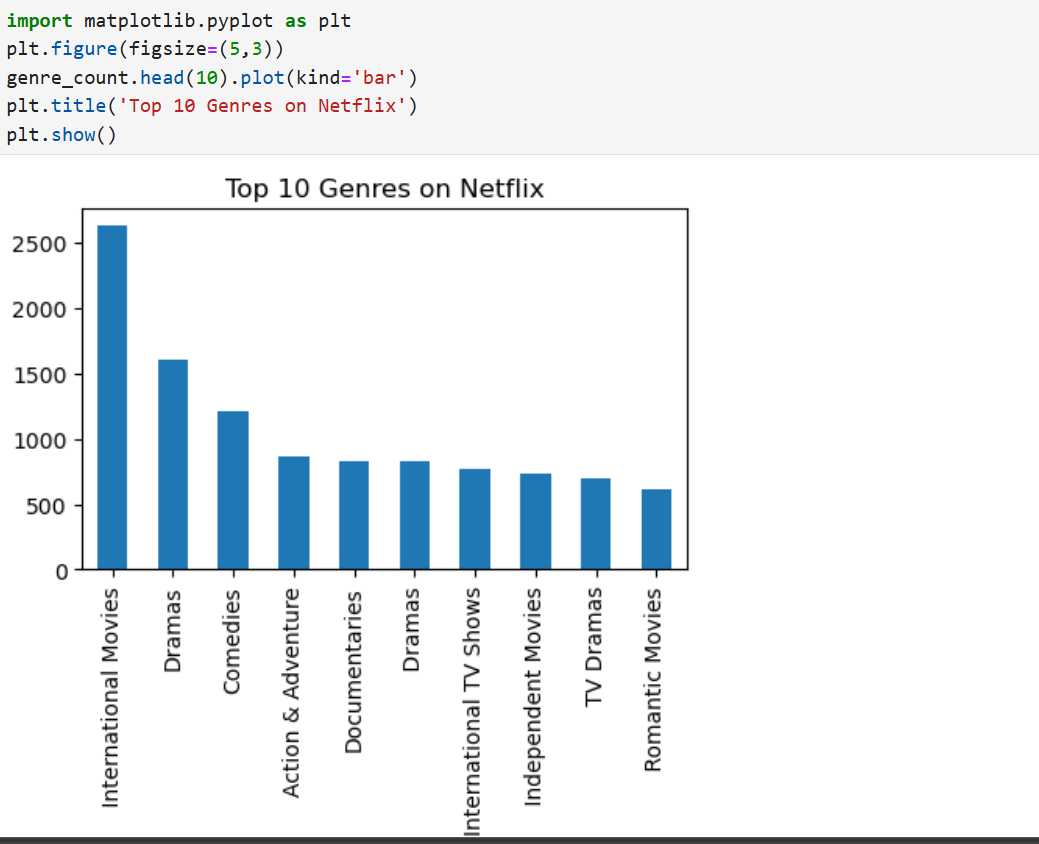 import matplotlib.pyplot as plt
plt.figure(figsize=(5,3))
genre_count.head(10).plot(kind='bar')
plt.title('Top 10 Genres on Netflix')
plt.show()
Top 10 Genres on Netflix
2500
2000
1500
1000
500
0
International Movies
Dramas
Comedies
Action & Adventure
Documentaries
Dramas
International TV Shows
Independent Movies
TV Dramas
Romantic Movies